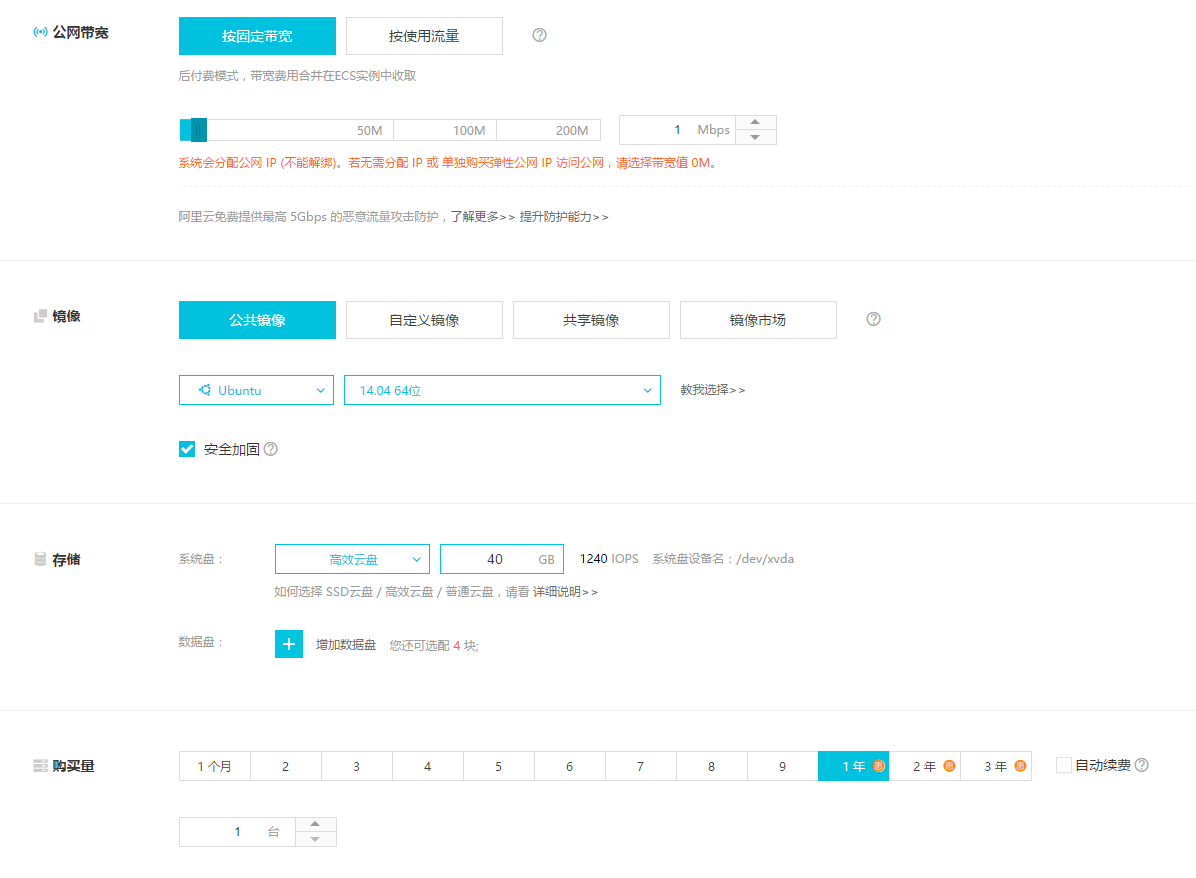 公网带宽 按固定带宽 按使用流量
后付费模式，带宽费用合并在ECS实例中收取
50M 100M 200M 1 Mbps
系统会分配公网 IP (不能解绑)。若无需分配 IP 或 单独购买弹性公网 IP 访问公网，请选择带宽值 0M。
阿里云免费提供最高 5Gbps 的恶意流量攻击防护，了解更多>> 提升防护能力>>
镜像 公共镜像 自定义镜像 共享镜像 镜像市场
Ubuntu 14.04 64位 教我选择>>
安全加固
存储 系统盘： 高效云盘 40 GB 1240 IOPS 系统盘设备名：/dev/xvda
如何选择 SSD云盘 / 高效云盘 / 普通云盘，请看 详细说明>>
数据盘： 增加数据盘 您还可选配 4 块;
购买量 1 个月 2 3 4 5 6 7 8 9 1 年 惠 2 年 惠 3 年 惠 自动续费
1 台